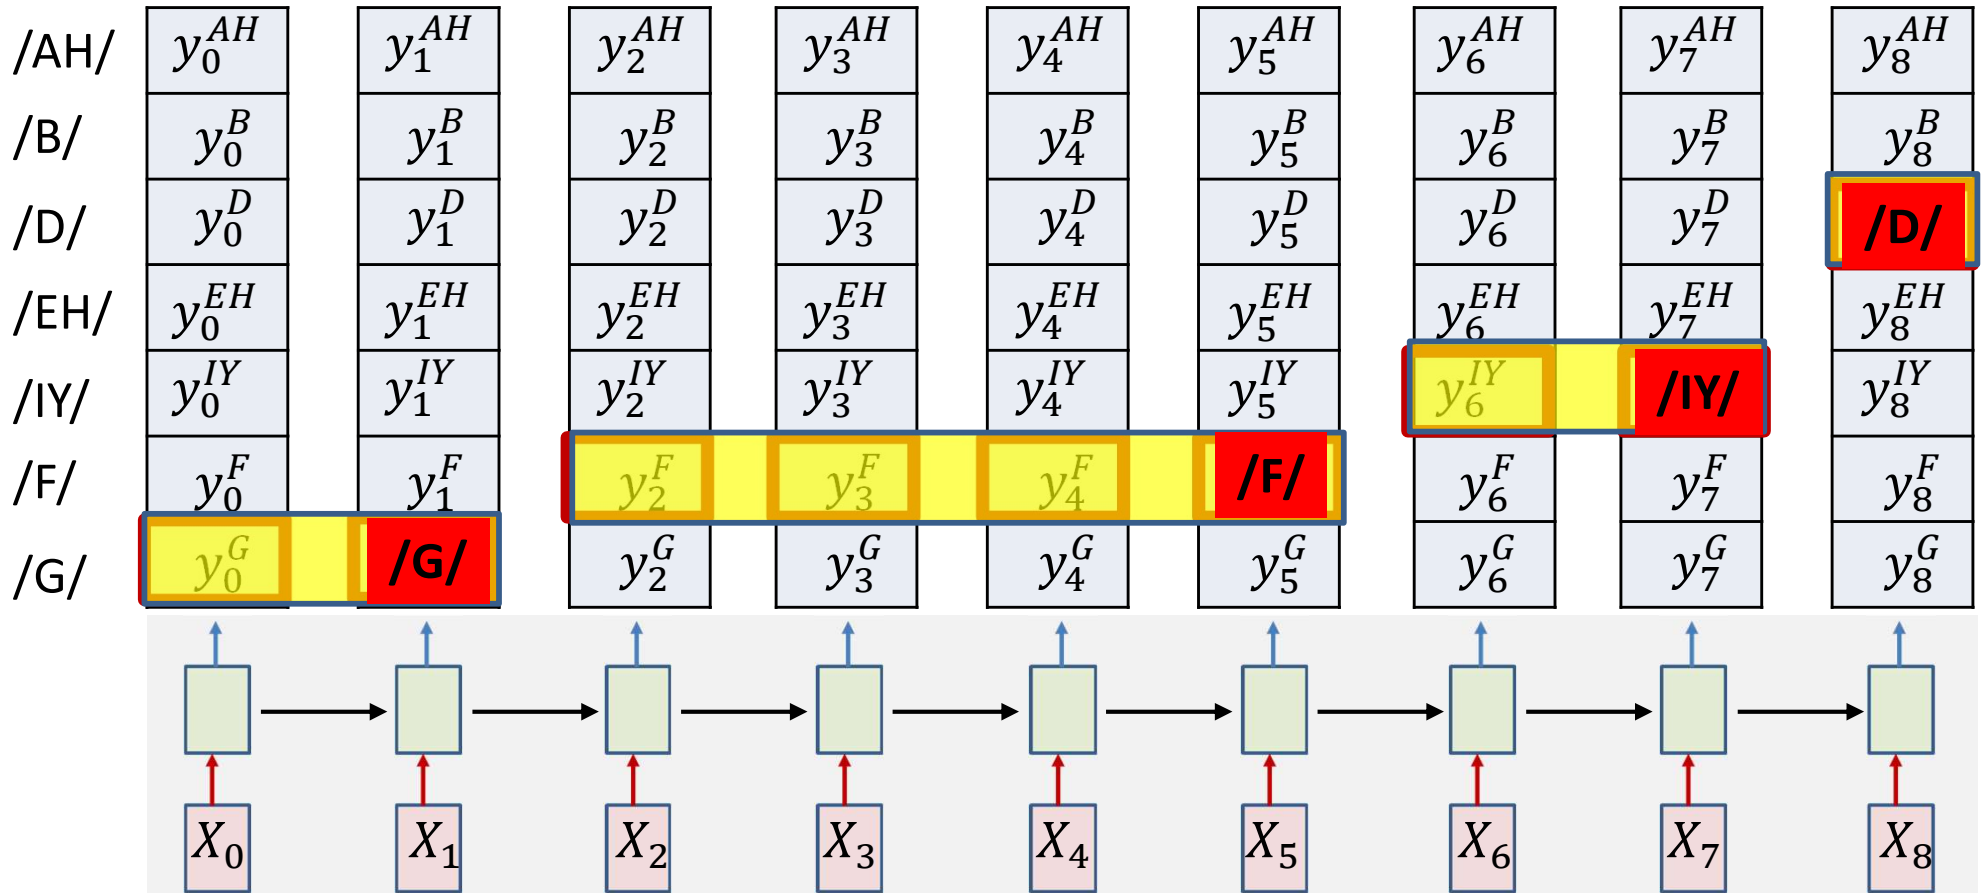 /AH/ y_0^{AH} y_1^{AH} y_2^{AH} y_3^{AH} y_4^{AH} y_5^{AH} y_6^{AH} y_7^{AH} y_8^{AH}
/B/ y_0^B y_1^B y_2^B y_3^B y_4^B y_5^B y_6^B y_7^B y_8^B
/D/ y_0^D y_1^D y_2^D y_3^D y_4^D y_5^D y_6^D y_7^D /D/
/EH/ y_0^{EH} y_1^{EH} y_2^{EH} y_3^{EH} y_4^{EH} y_5^{EH} y_6^{EH} y_7^{EH} y_8^{EH}
/IY/ y_0^{IY} y_1^{IY} y_2^{IY} y_3^{IY} y_4^{IY} y_5^{IY} y_6^{IY} /IY/ y_8^{IY}
/F/ y_0^F y_1^F y_2^F y_3^F y_4^F /F/ y_6^F y_7^F y_8^F
/G/ y_0^G /G/ y_2^G y_3^G y_4^G y_5^G y_6^G y_7^G y_8^G
X_0 X_1 X_2 X_3 X_4 X_5 X_6 X_7 X_8